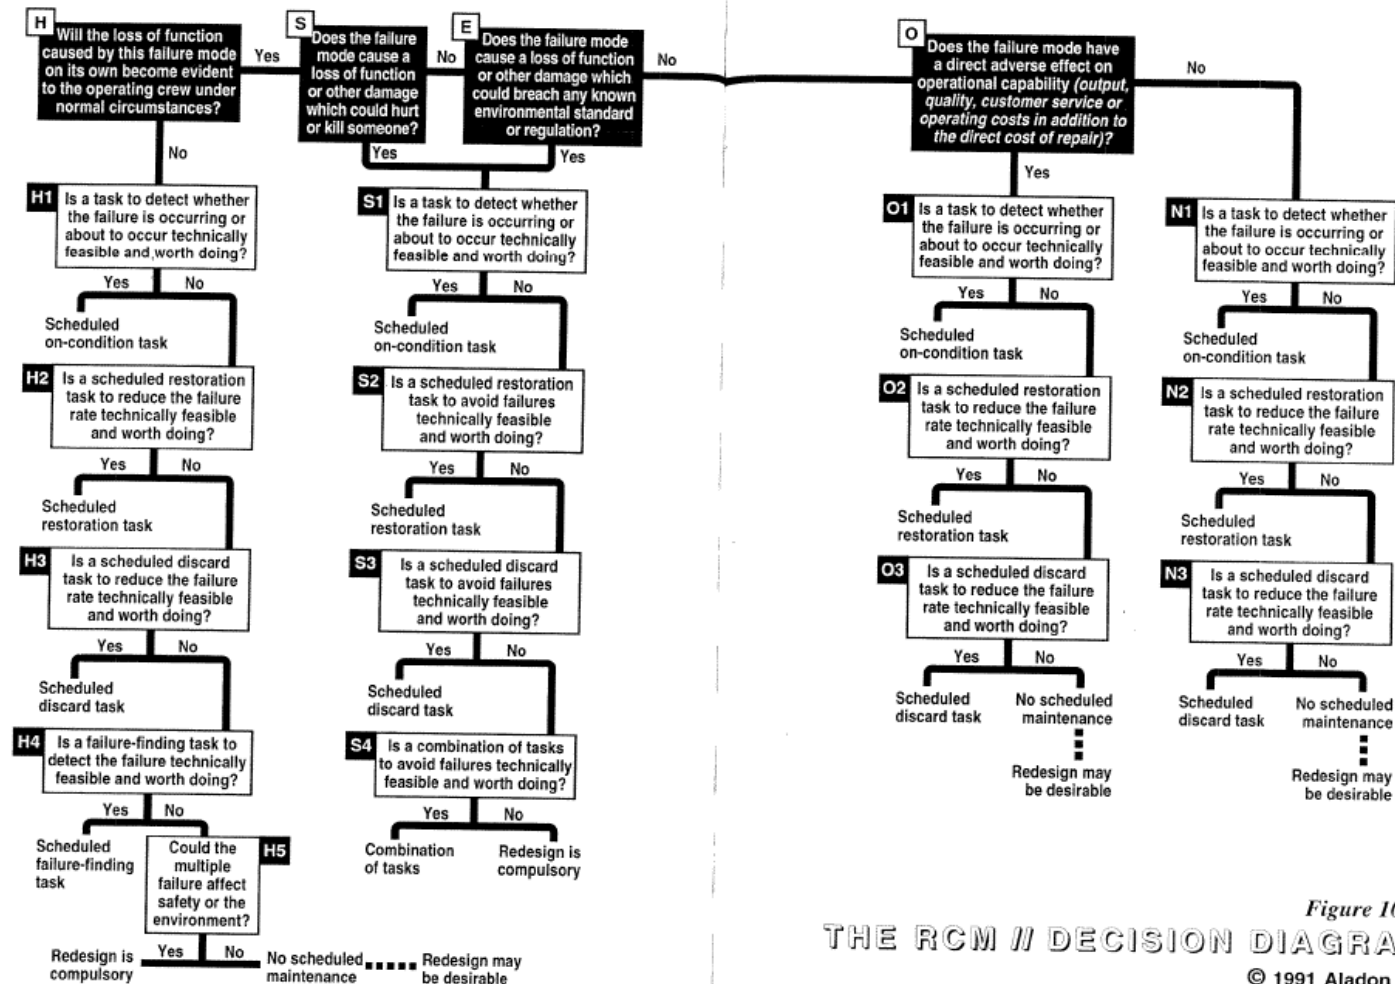 H
Will the loss of function
caused by this failure mode
on its own become evident
to the operating crew under
normal circumstances?
Yes
S
Does the failure
mode cause a
loss of function
or other damage
which could hurt
or kill someone?
No
E
Does the failure mode
cause a loss of function
or other damage which
could breach any known
environmental standard
or regulation?
No
O
Does the failure mode have
a direct adverse effect on
operational capability (output,
quality, customer service or
operating costs in addition to
the direct cost of repair)?
No
No
Yes
Yes
Yes
H1
Is a task to detect whether
the failure is occurring or
about to occur technically
feasible and worth doing?
Yes
No
Scheduled
on-condition task
H2
Is a scheduled restoration
task to reduce the failure
rate technically feasible
and worth doing?
Yes
No
Scheduled
restoration task
H3
Is a scheduled discard
task to reduce the failure
rate technically feasible
and worth doing?
Yes
No
Scheduled
discard task
H4
Is a failure-finding task to
detect the failure technically
feasible and worth doing?
Yes
No
Scheduled
failure-finding
task
H5
Could the
multiple
failure affect
safety or the
environment?
Redesign is
compulsory
Yes
No
No scheduled
maintenance
Redesign may
be desirable
S1
Is a task to detect whether
the failure is occurring or
about to occur technically
feasible and worth doing?
Yes
No
Scheduled
on-condition task
S2
Is a scheduled restoration
task to avoid failures
technically feasible
and worth doing?
Yes
No
Scheduled
restoration task
S3
Is a scheduled discard
task to avoid failures
technically feasible
and worth doing?
Yes
No
Scheduled
discard task
S4
Is a combination of tasks
to avoid failures technically
feasible and worth doing?
Yes
No
Combination
of tasks
Redesign is
compulsory
O1
Is a task to detect whether
the failure is occurring or
about to occur technically
feasible and worth doing?
Yes
No
Scheduled
on-condition task
O2
Is a scheduled restoration
task to reduce the failure
rate technically feasible
and worth doing?
Yes
No
Scheduled
restoration task
O3
Is a scheduled discard
task to reduce the failure
rate technically feasible
and worth doing?
Yes
No
Scheduled
discard task
No scheduled
maintenance
Redesign may
be desirable
N1
Is a task to detect whether
the failure is occurring or
about to occur technically
feasible and worth doing?
Yes
No
Scheduled
on-condition task
N2
Is a scheduled restoration
task to reduce the failure
rate technically feasible
and worth doing?
Yes
No
Scheduled
restoration task
N3
Is a scheduled discard
task to reduce the failure
rate technically feasible
and worth doing?
Yes
No
Scheduled
discard task
No scheduled
maintenance
Redesign may
be desirable
Figure
THE RCM II DECISION DIAGRA
© 1991 Aladon